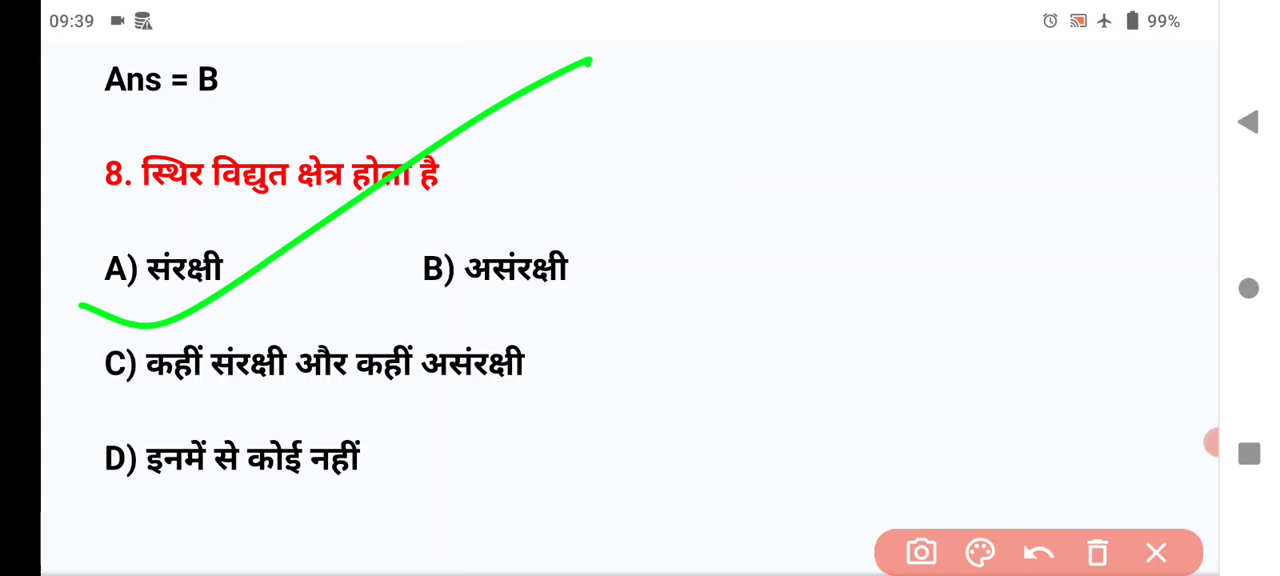 09:39
99%
Ans = B
8. स्थिर विद्युत क्षेत्र होता है
A) संरक्षी B) असंरक्षी
C) कहीं संरक्षी और कहीं असंरक्षी
D) इनमें से कोई नहीं